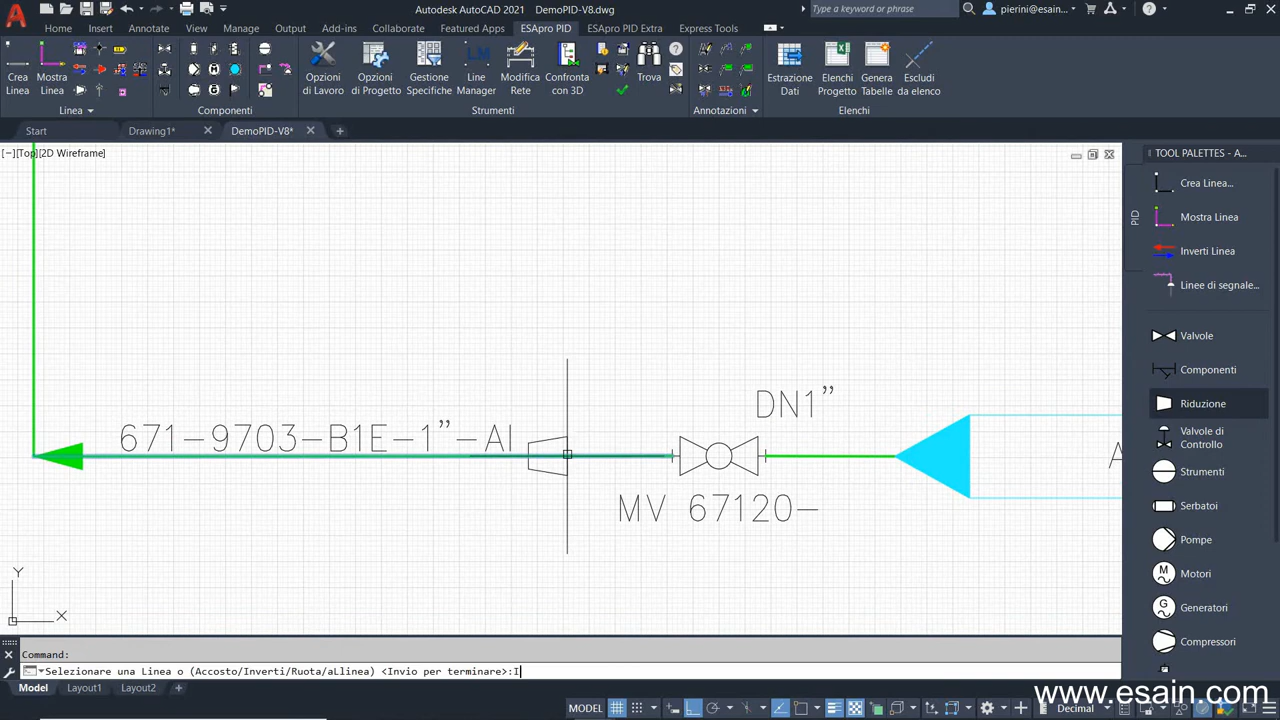 Autodesk AutoCAD 2021 DemoPID-V8.dwg
Type a keyword or phrase
pierini@esain...
Home Insert Annotate View Manage Output Add-ins Collaborate Featured Apps ESApro PID ESApro PID Extra Express Tools
Crea Linea
Mostra Linea
Opzioni di Lavoro
Opzioni di Progetto
Gestione Specifiche
LM
Line Manager
Modifica Rete
Confronta con 3D
Trova
Estrazione Dati
Elenchi Progetto
Genera Tabelle
Escludi da elenco
Linea Componenti Strumenti Annotazioni Elenchi
Start Drawing1* DemoPID-V8*
[−][Top][2D Wireframe]
TOOL PALETTES - A...
PID
Crea Linea...
Mostra Linea
Inverti Linea
Linee di segnale...
Valvole
Componenti
Riduzione
Valvole di
Controllo
Strumenti
Serbatoi
Pompe
M
Motori
G
Generatori
Compressori
DN1”
671-9703-B1E-1”-AI
A
MV 67120-
Y
X
Command:
Selezionare una Linea o (Accosto/Inverti/Ruota/aLlinea) <Invio per terminare>:I
Model Layout1 Layout2
www.esain.com
MODEL
Decimal